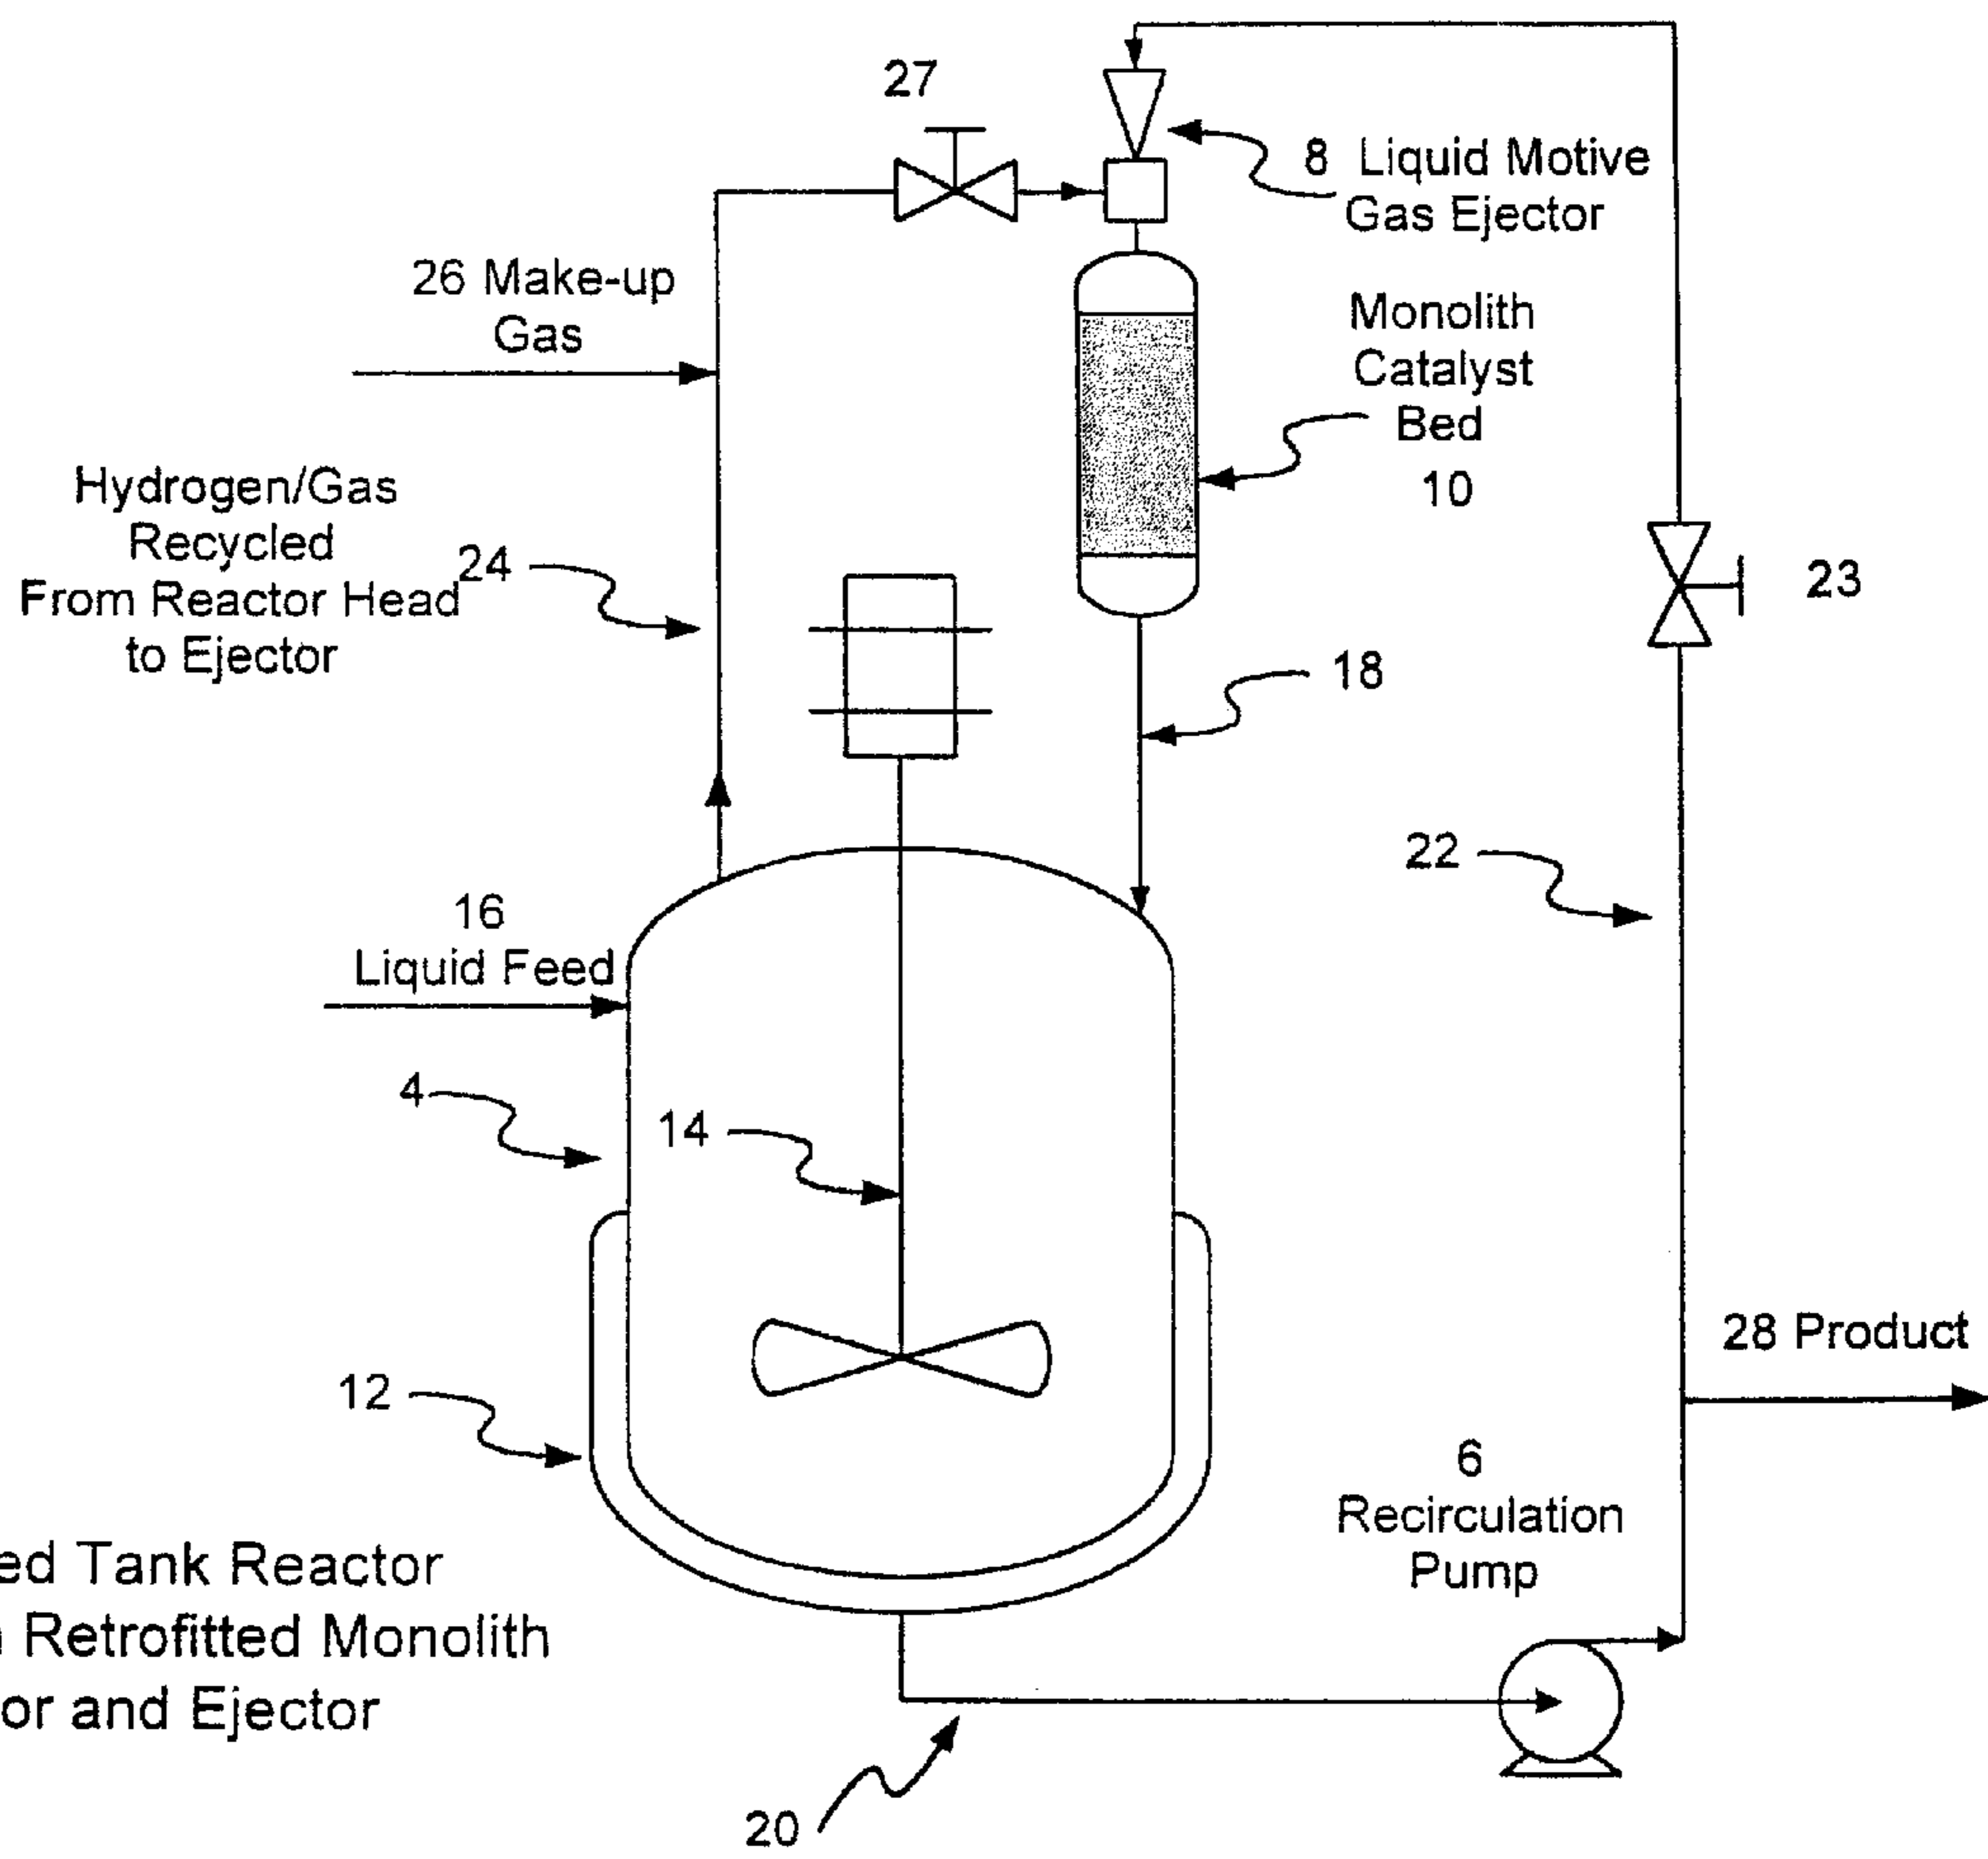 27
8 Liquid Motive
Gas Ejector
26 Make-up
Gas
Monolith
Catalyst
Bed
10
Hydrogen/Gas
Recycled
From Reactor Head
to Ejector
24
23
18
22
16
Liquid Feed
4
14
28 Product
12
6
Recirculation
Pump
Tank Reactor
Retrofitted Monolith
and Ejector
20